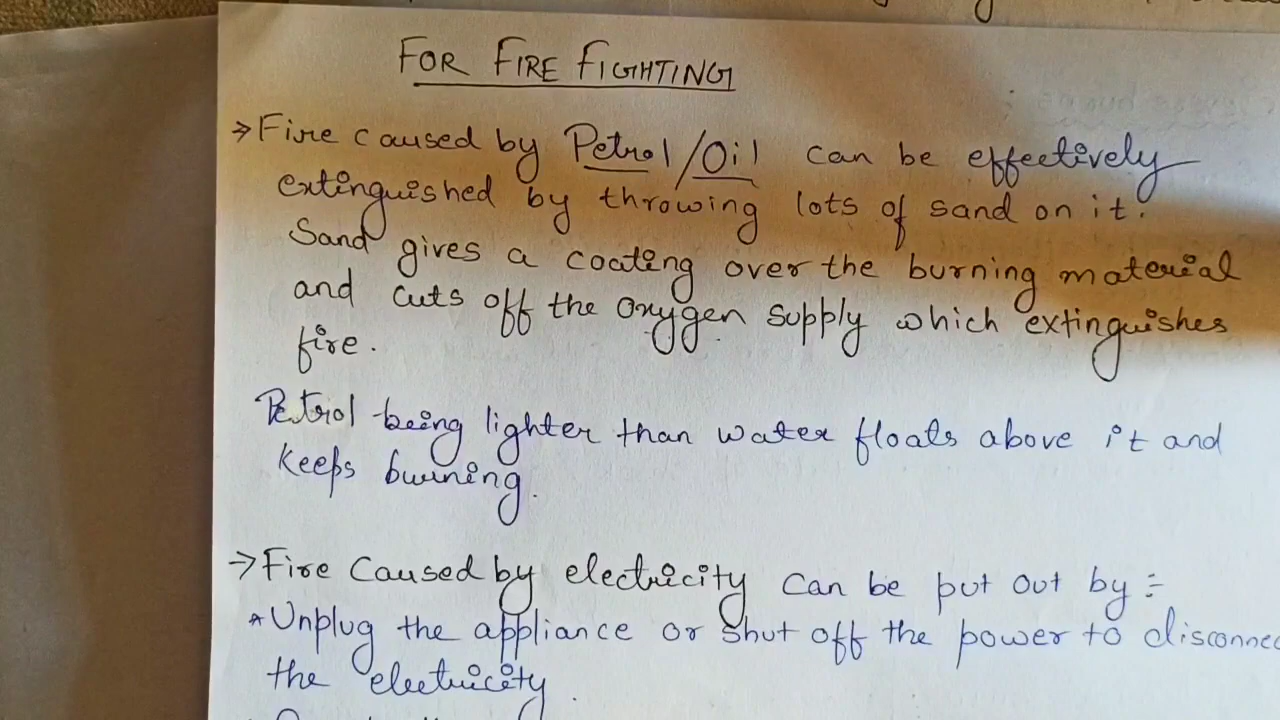 FOR FIRE FIGHTING
→ Fire caused by Petrol/Oil can be effectively
extinguished by throwing lots of sand on it.
Sand gives a coating over the burning material
and cuts off the oxygen supply which extinguishes
fire.
Petrol being lighter than water floats above it and
keeps burning.
→ Fire caused by electricity can be put out by :-
* Unplug the appliance or shut off the power to disconnec
the electricity.